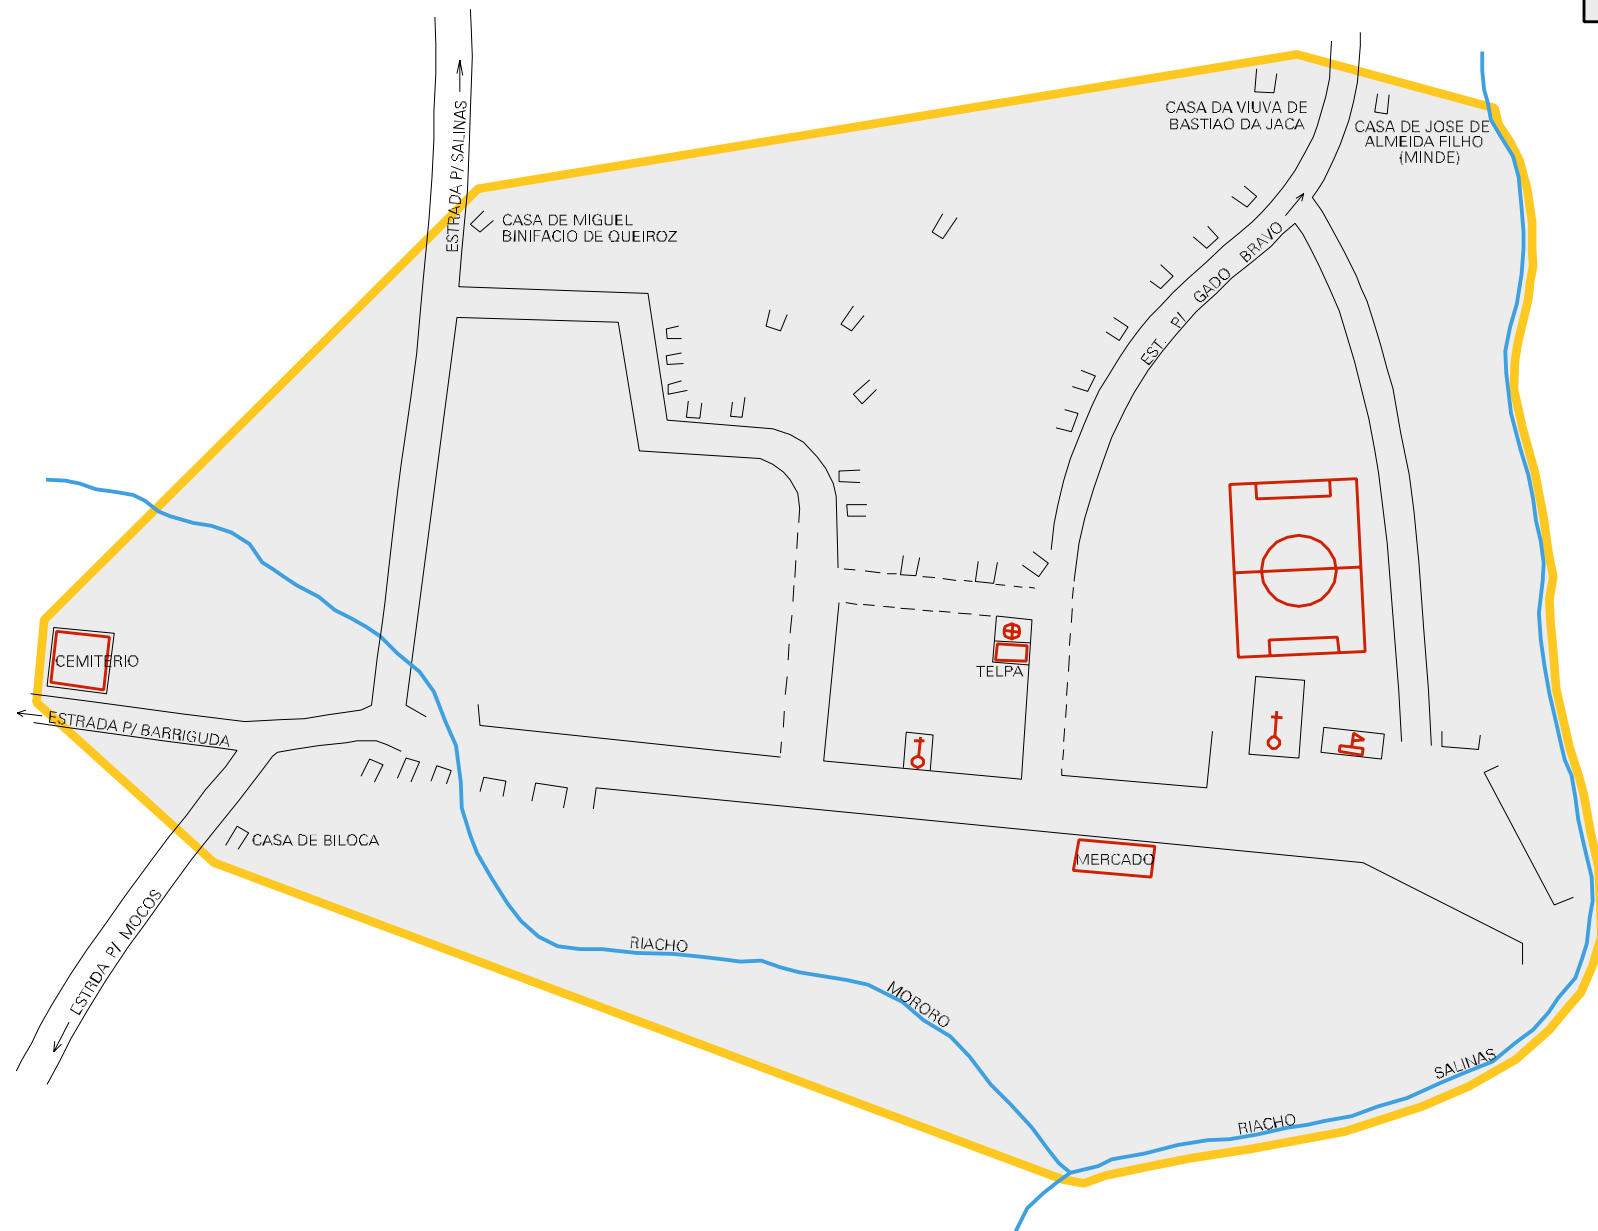 CASA DA VIUVA DE
BASTIAO DA JACA
CASA DE JOSE DE
ALMEIDA FILHO
(MINDE)
ESTRADA P/ SALINAS
CASA DE MIGUEL
BINIFACIO DE QUEIROZ
EST. P/ GADO BRAVO
CEMITERIO
TELPA
ESTRADA P/ BARRIGUDA
CASA DE BILOCA
MERCADO
ESTRDA P/ MOCOS
RIACHO MORORO
RIACHO SALINAS